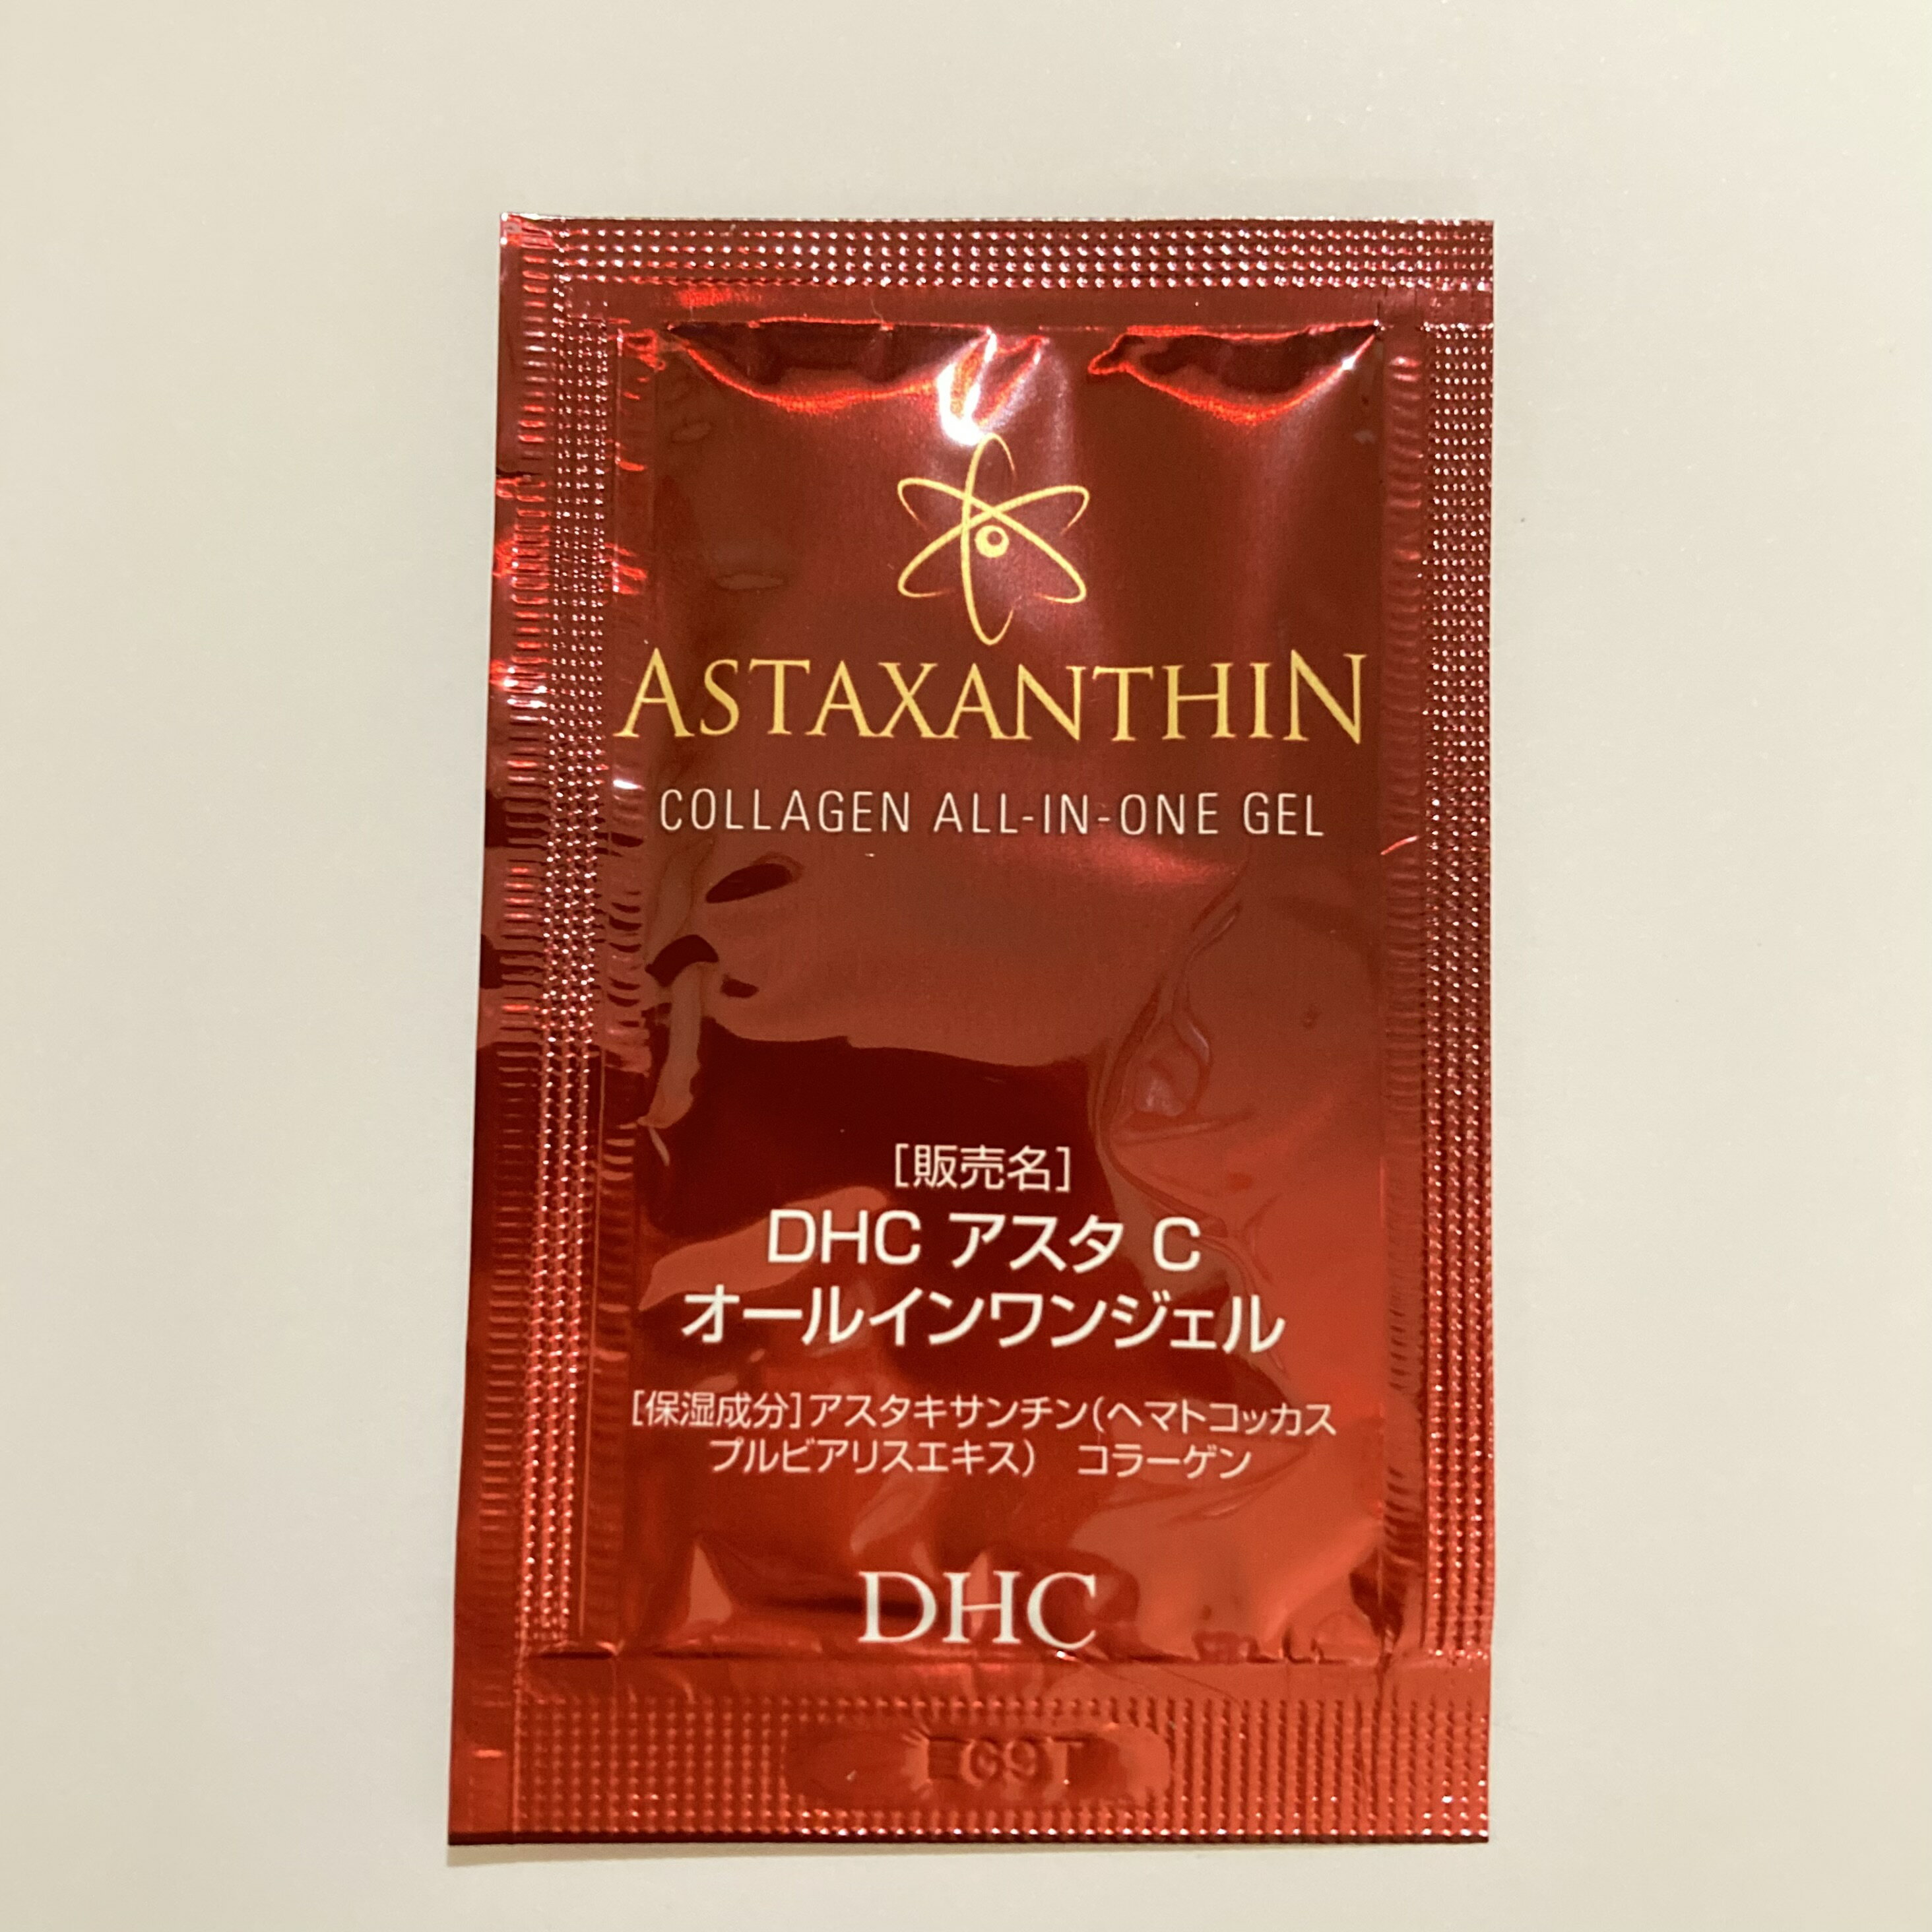 ASTAXANTHIN
COLLAGEN ALL-IN-ONE GEL
[販売名]
DHC アスタ C
オールインワンジェル
[保湿成分]アスタキサンチン(ヘマトコッカス
プルビアリスエキス) コラーゲン
DHC